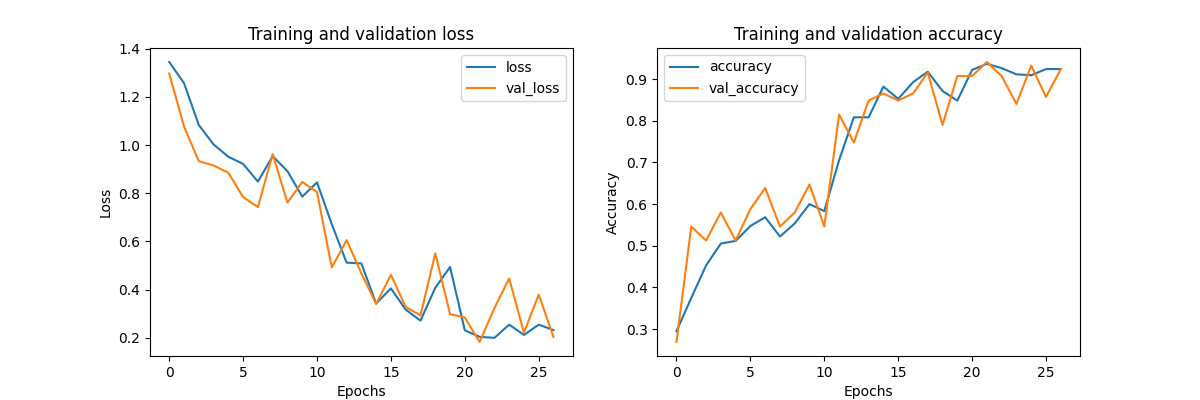 Training and validation loss
Loss
1.4
1.2
1.0
0.8
0.6
0.4
0.2
loss
val_loss
0 5 10 15 20 25
Epochs
Training and validation accuracy
Accuracy
0.9
0.8
0.7
0.6
0.5
0.4
0.3
accuracy
val_accuracy
0 5 10 15 20 25
Epochs